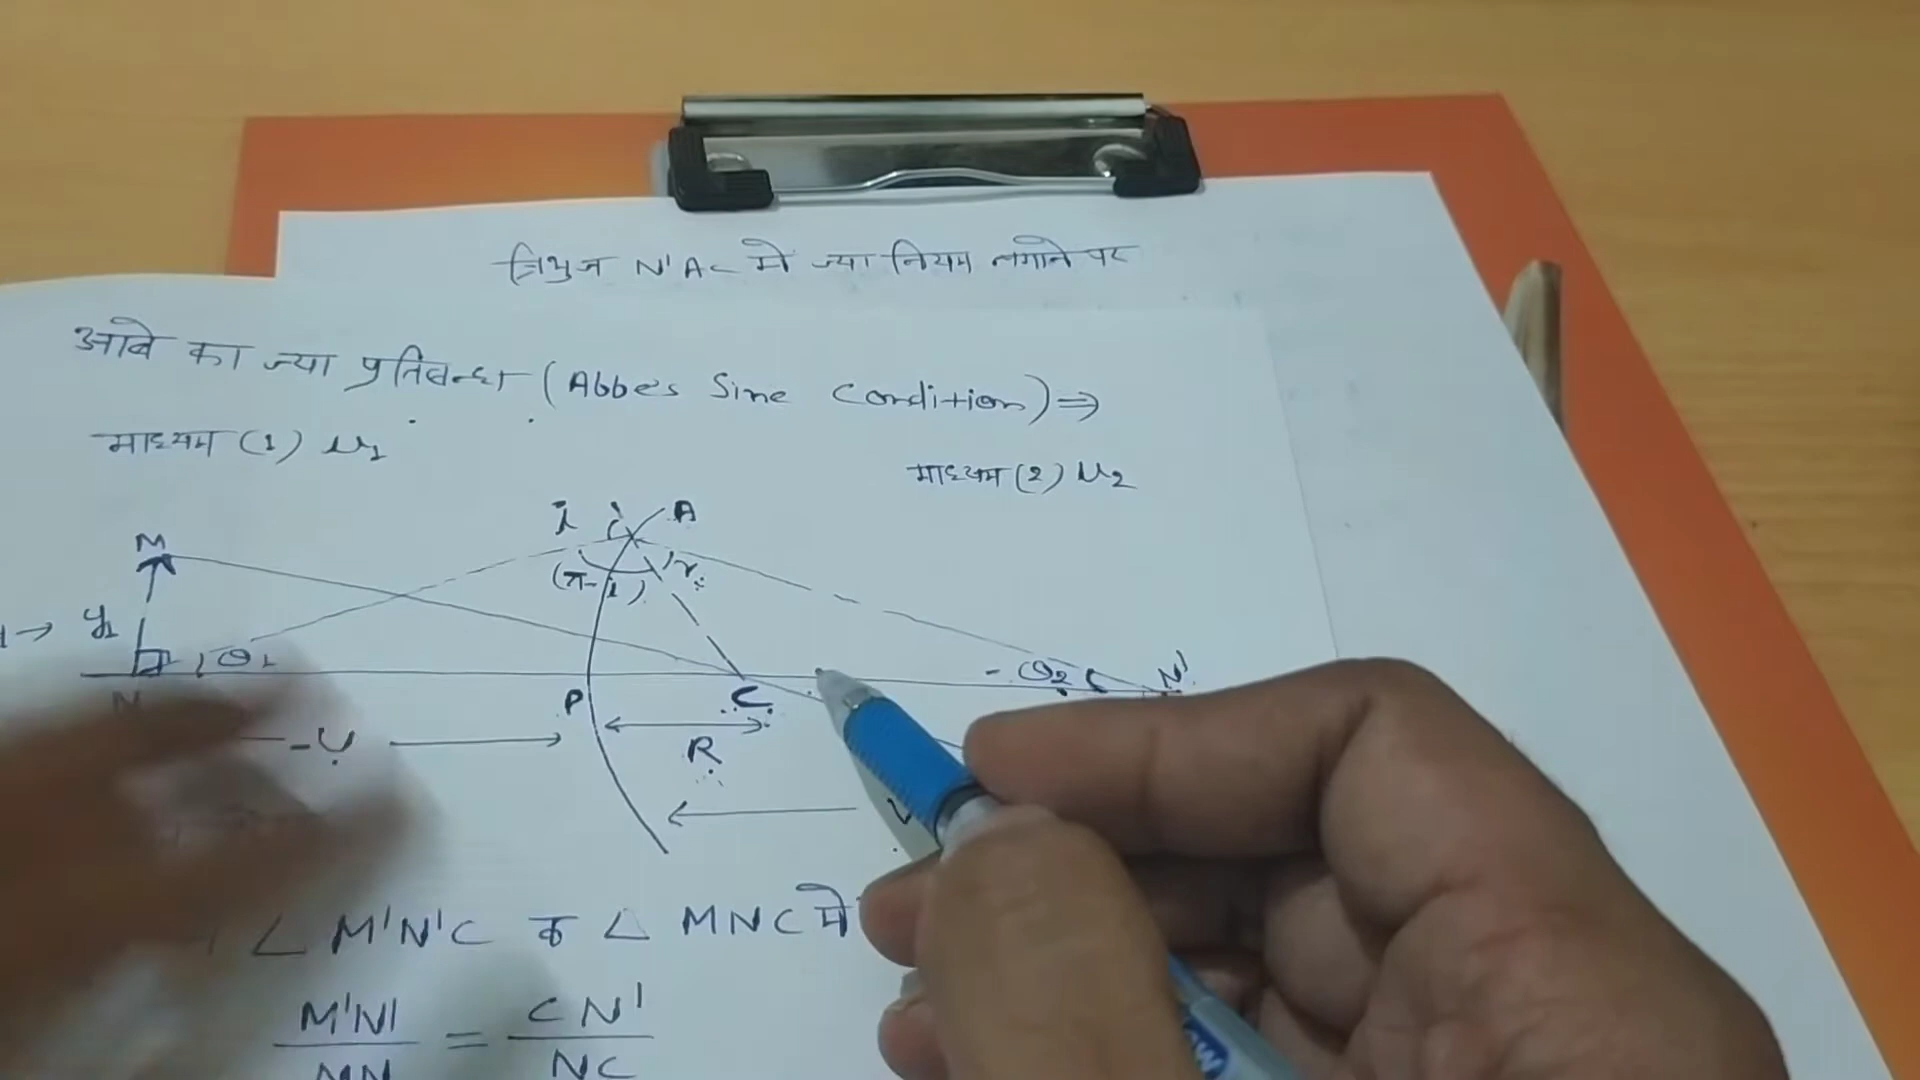 त्रिभुज N'AC में ज्या नियम लगाने पर
आबे का ज्या प्रतिबन्ध (Abbe's Sine Condition) ⇒
माध्यम (1) μ1
माध्यम (2) μ2
i i A
M (π-i) r
y1
θ1 -θ2 N'
N P C
-U R
V
∠ M'N'C व ∠ MNC में
M'N' / MN = CN' / NC